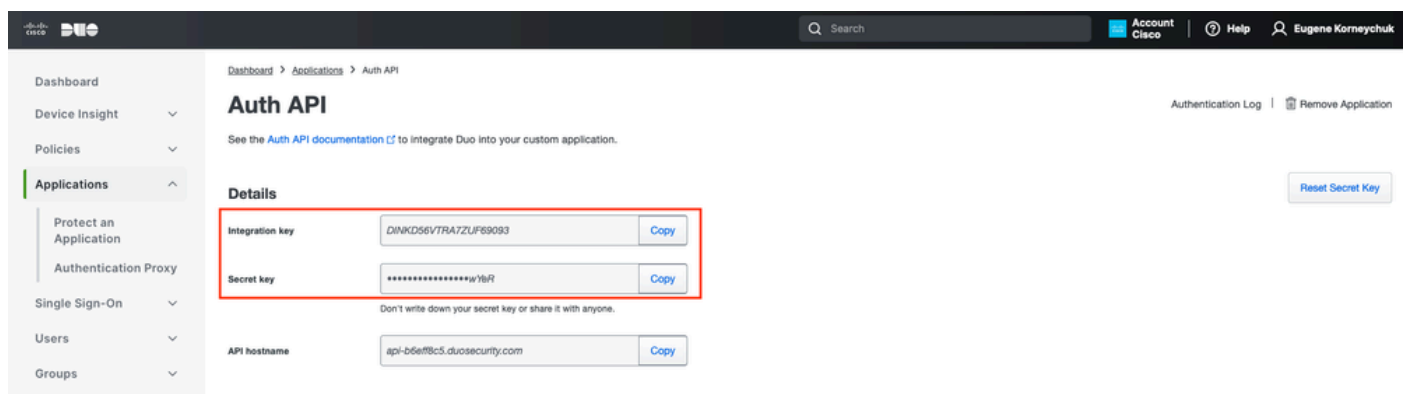 CISCO DUO
Search
Account
Cisco
Help
Eugene Korneychuk
Dashboard
Device Insight
Policies
Applications
Protect an
Application
Authentication Proxy
Single Sign-On
Users
Groups
Dashboard > Applications > Auth API
Auth API
Authentication Log | Remove Application
See the Auth API documentation to integrate Duo into your custom application.
Details
Reset Secret Key
Integration key DINKD56VTRA7ZUF69093 Copy
Secret key ••••••••••••••••wYeR Copy
Don't write down your secret key or share it with anyone.
API hostname api-b6eff8c5.duosecurity.com Copy